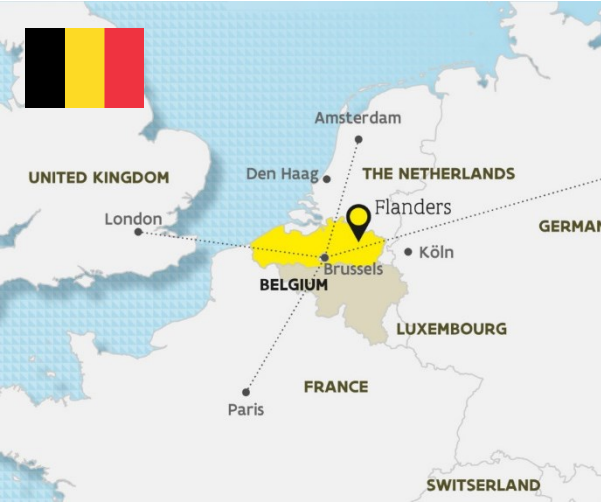 Amsterdam
Den Haag
THE NETHERLANDS
UNITED KINGDOM
Flanders
London
GERMAN
Köln
Brussels
BELGIUM
LUXEMBOURG
FRANCE
Paris
SWITSERLAND